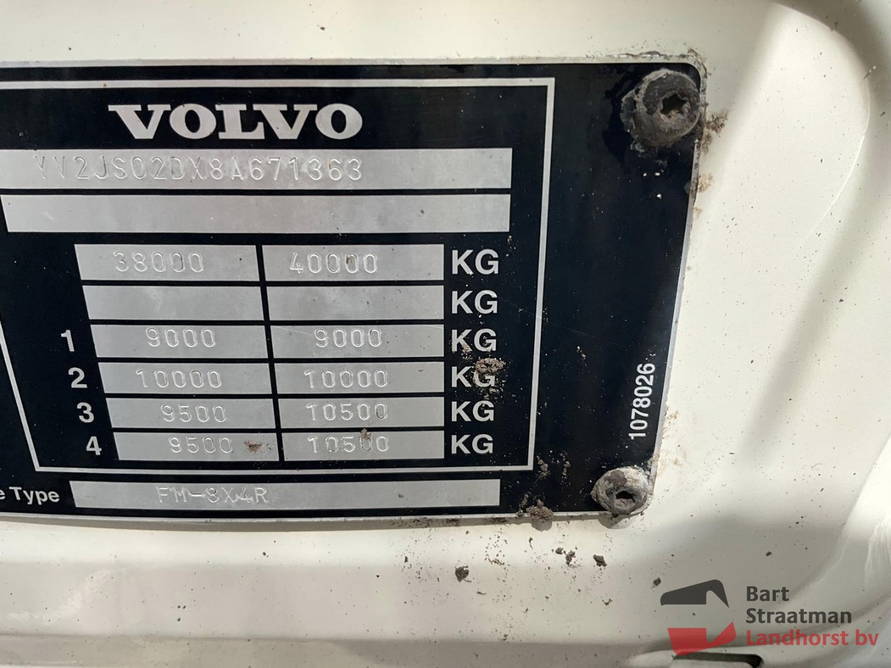 VOLVO
YV2JS02DX8A671363
38000 40000 KG
KG
1 9000 9000 KG
2 10000 10000 KG
3 9500 10500 KG
4 9500 10500 KG
e Type FM-8X4R
1078026
Bart
Straatman
Landhorst bv